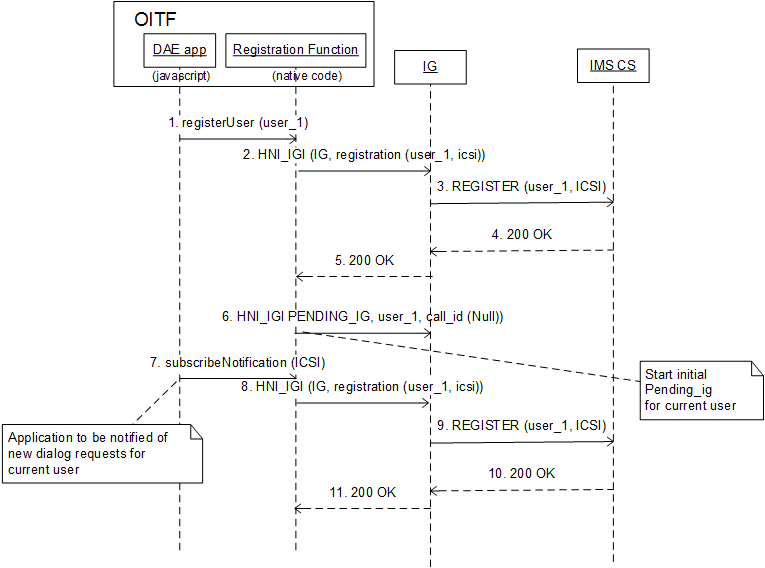 OITF
DAE app
Registration Function
IG
IMS CS
(javascript)
(native code)
1. registerUser (user_1)
2. HNI_IGI (IG, registration (user_1, icsi))
3. REGISTER (user_1, ICSI)
4. 200 OK
5. 200 OK
6. HNI_IGI PENDING_IG, user_1, call_id (Null))
7. subscribeNotification (ICSI)
Start initial
Pending_ig
for current user
8. HNI_IGI (IG, registration (user_1, icsi))
9. REGISTER (user_1, ICSI)
Application to be notified of
new dialog requests for
current user
10. 200 OK
11. 200 OK